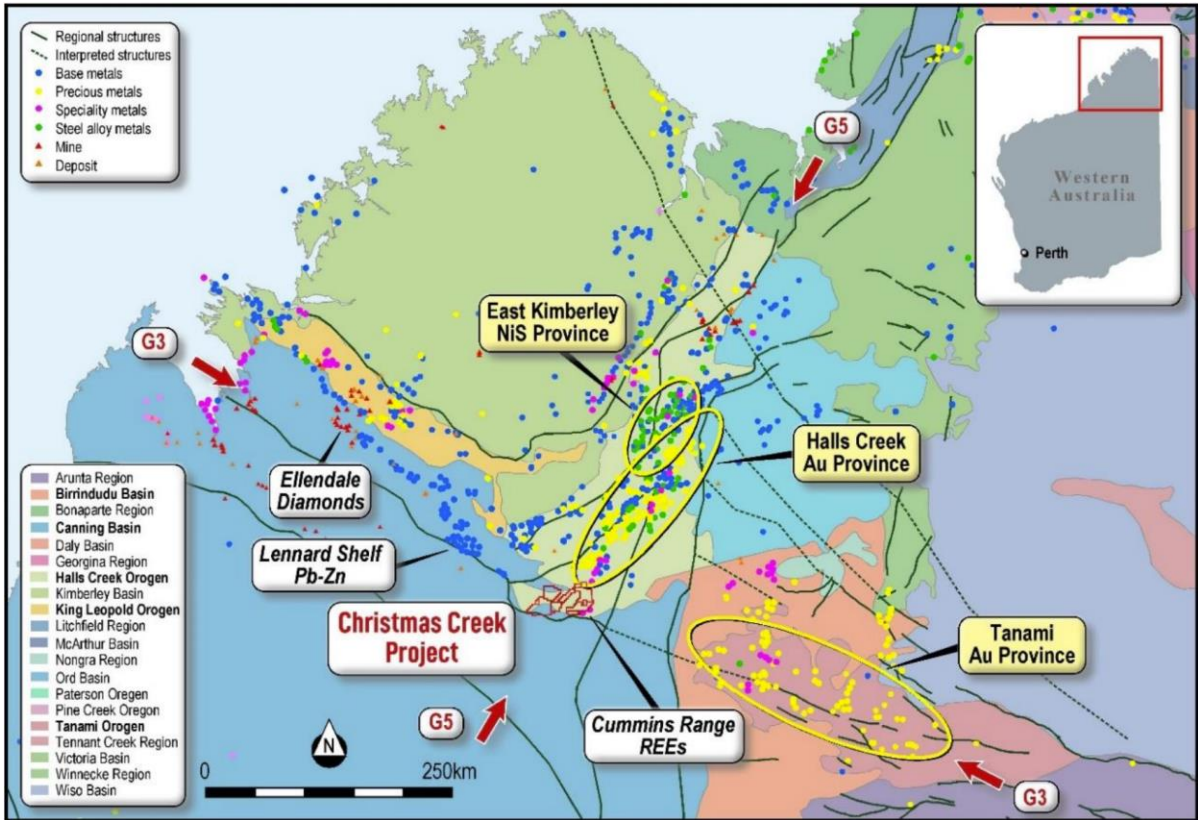 Regional structures
Interpreted structures
Base metals
Precious metals
Speciality metals
Steel alloy metals
Mine
Deposit
G5
Western
Australia
Perth
East Kimberley
NiS Province
G3
Halls Creek
Au Province
Ellendale
Diamonds
Lennard Shelf
Pb-Zn
Christmas Creek
Project
Tanami
Au Province
Cummins Range
REEs
G5
G3
N
0
250km
Arunta Region
Birrindudu Basin
Bonaparte Region
Canning Basin
Daly Basin
Georgina Region
Halls Creek Orogen
Kimberley Basin
King Leopold Orogen
Litchfield Region
McArthur Basin
Nongra Region
Ord Basin
Paterson Oregen
Pine Creek Oregon
Tanami Orogen
Tennant Creek Region
Victoria Basin
Winnecke Region
Wiso Basin